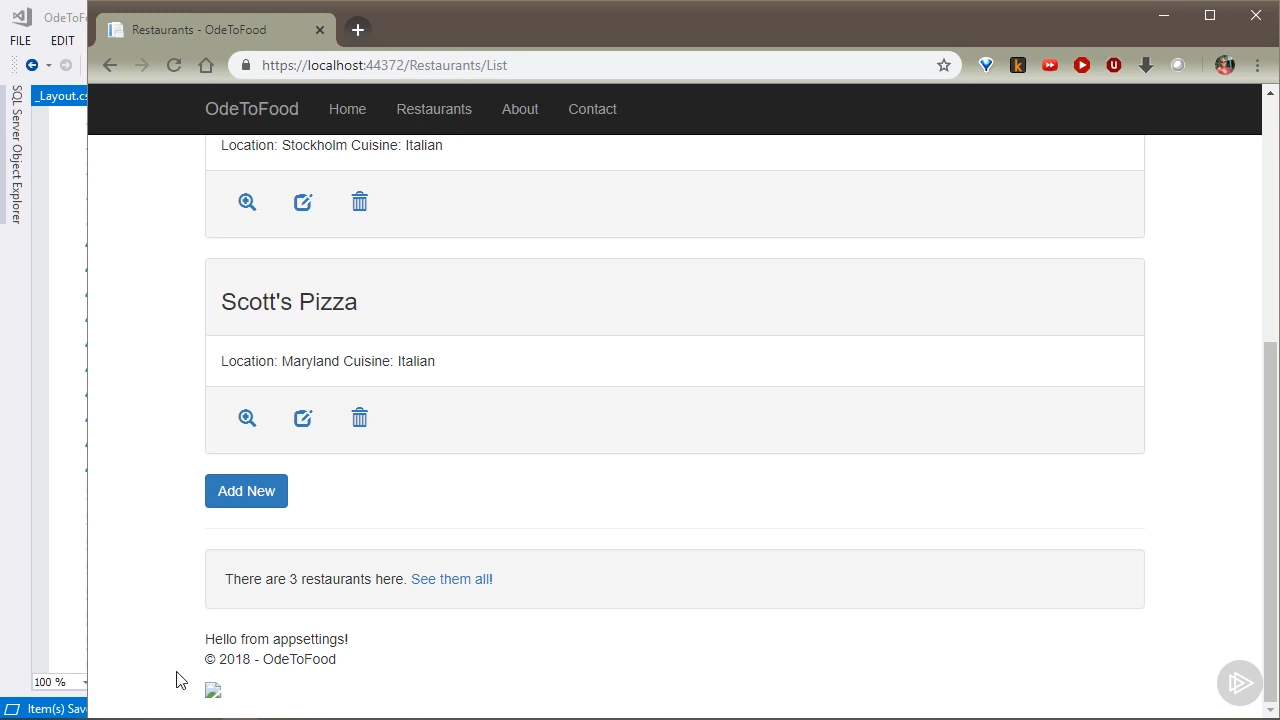 OdeToF
Restaurants - OdeToFood
FILE EDIT
https://localhost:44372/Restaurants/List
_Layout.cs
SQL Server Object Explorer
OdeToFood Home Restaurants About Contact
Location: Stockholm Cuisine: Italian
Scott's Pizza
Location: Maryland Cuisine: Italian
Add New
There are 3 restaurants here. See them all!
Hello from appsettings!
© 2018 - OdeToFood
100 %
Item(s) Sav